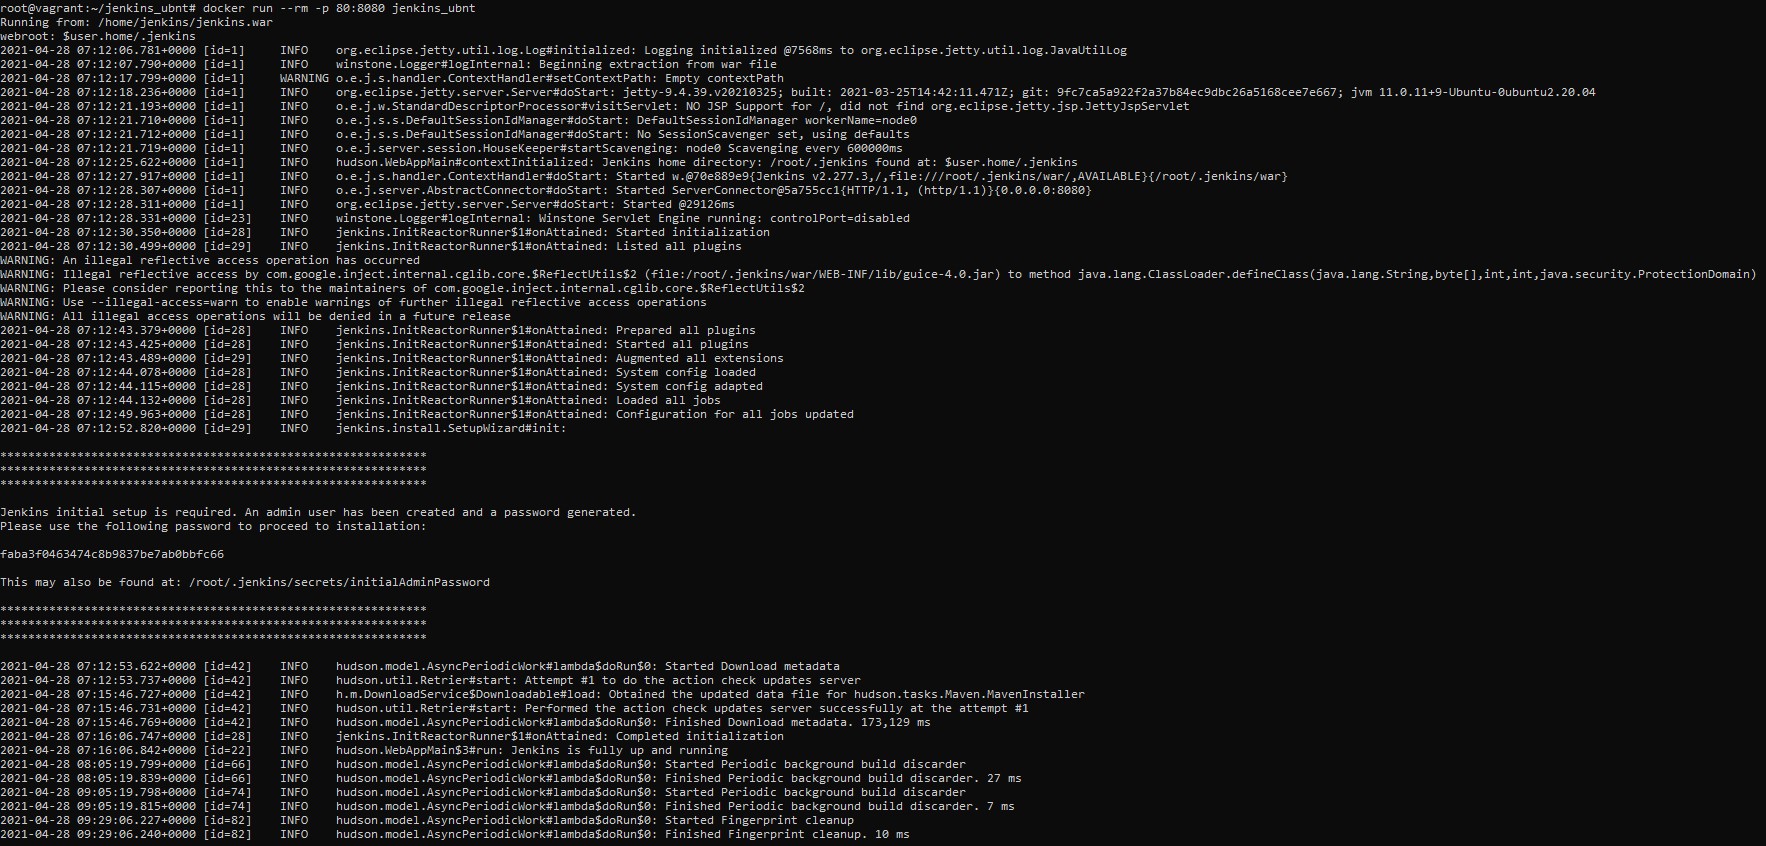 root@vagrant:~/jenkins_ubnt# docker run --rm -p 80:8080 jenkins_ubnt
Running from: /home/jenkins/jenkins.war
webroot: $user.home/.jenkins
2021-04-28 07:12:06.781+0000 [id=1]    INFO    org.eclipse.jetty.util.log.Log#initialized: Logging initialized @7568ms to org.eclipse.jetty.util.log.JavaUtilLog
2021-04-28 07:12:07.790+0000 [id=1]    INFO    winstone.Logger#logInternal: Beginning extraction from war file
2021-04-28 07:12:17.799+0000 [id=1]    WARNING o.e.j.s.handler.ContextHandler#setContextPath: Empty contextPath
2021-04-28 07:12:18.236+0000 [id=1]    INFO    org.eclipse.jetty.server.Server#doStart: jetty-9.4.39.v20210325; built: 2021-03-25T14:42:11.471Z; git: 9fc7ca5a922f2a37b84ec9dbc26a5168cee7e667; jvm 11.0.11+9-Ubuntu-0ubuntu2.20.04
2021-04-28 07:12:21.193+0000 [id=1]    INFO    o.e.j.w.StandardDescriptorProcessor#visitServlet: NO JSP Support for /, did not find org.eclipse.jetty.jsp.JettyJspServlet
2021-04-28 07:12:21.710+0000 [id=1]    INFO    o.e.j.s.s.DefaultSessionIdManager#doStart: DefaultSessionIdManager workerName=node0
2021-04-28 07:12:21.712+0000 [id=1]    INFO    o.e.j.s.s.DefaultSessionIdManager#doStart: No SessionScavenger set, using defaults
2021-04-28 07:12:21.719+0000 [id=1]    INFO    o.e.j.server.session.HouseKeeper#startScavenging: node0 Scavenging every 600000ms
2021-04-28 07:12:25.622+0000 [id=1]    INFO    hudson.WebAppMain#contextInitialized: Jenkins home directory: /root/.jenkins found at: $user.home/.jenkins
2021-04-28 07:12:27.917+0000 [id=1]    INFO    o.e.j.s.handler.ContextHandler#doStart: Started w.@70e889e9{Jenkins v2.277.3,/,file:///root/.jenkins/war/,AVAILABLE}{/root/.jenkins/war}
2021-04-28 07:12:28.307+0000 [id=1]    INFO    o.e.j.server.AbstractConnector#doStart: Started ServerConnector@5a755cc1{HTTP/1.1, (http/1.1)}{0.0.0.0:8080}
2021-04-28 07:12:28.311+0000 [id=1]    INFO    org.eclipse.jetty.server.Server#doStart: Started @29126ms
2021-04-28 07:12:28.331+0000 [id=23]    INFO    winstone.Logger#logInternal: Winstone Servlet Engine running: controlPort=disabled
2021-04-28 07:12:30.350+0000 [id=28]    INFO    jenkins.InitReactorRunner$1#onAttained: Started initialization
2021-04-28 07:12:30.499+0000 [id=29]    INFO    jenkins.InitReactorRunner$1#onAttained: Listed all plugins
WARNING: An illegal reflective access operation has occurred
WARNING: Illegal reflective access by com.google.inject.internal.cglib.core.$ReflectUtils$2 (file:/root/.jenkins/war/WEB-INF/lib/guice-4.0.jar) to method java.lang.ClassLoader.defineClass(java.lang.String,byte[],int,int,java.security.ProtectionDomain)
WARNING: Please consider reporting this to the maintainers of com.google.inject.internal.cglib.core.$ReflectUtils$2
WARNING: Use --illegal-access=warn to enable warnings of further illegal reflective access operations
WARNING: All illegal access operations will be denied in a future release
2021-04-28 07:12:43.379+0000 [id=28]    INFO    jenkins.InitReactorRunner$1#onAttained: Prepared all plugins
2021-04-28 07:12:43.425+0000 [id=28]    INFO    jenkins.InitReactorRunner$1#onAttained: Started all plugins
2021-04-28 07:12:43.489+0000 [id=29]    INFO    jenkins.InitReactorRunner$1#onAttained: Augmented all extensions
2021-04-28 07:12:44.078+0000 [id=28]    INFO    jenkins.InitReactorRunner$1#onAttained: System config loaded
2021-04-28 07:12:44.115+0000 [id=28]    INFO    jenkins.InitReactorRunner$1#onAttained: System config adapted
2021-04-28 07:12:44.132+0000 [id=28]    INFO    jenkins.InitReactorRunner$1#onAttained: Loaded all jobs
2021-04-28 07:12:49.963+0000 [id=28]    INFO    jenkins.InitReactorRunner$1#onAttained: Configuration for all jobs updated
2021-04-28 07:12:52.820+0000 [id=29]    INFO    jenkins.install.SetupWizard#init:
*************************************************************
*************************************************************
*************************************************************
Jenkins initial setup is required. An admin user has been created and a password generated.
Please use the following password to proceed to installation:
faba3f0463474c8b9837be7ab0bbfc66
This may also be found at: /root/.jenkins/secrets/initialAdminPassword
*************************************************************
*************************************************************
*************************************************************
2021-04-28 07:12:53.622+0000 [id=42]    INFO    hudson.model.AsyncPeriodicWork#lambda$doRun$0: Started Download metadata
2021-04-28 07:12:53.737+0000 [id=42]    INFO    hudson.util.Retrier#start: Attempt #1 to do the action check updates server
2021-04-28 07:15:46.727+0000 [id=42]    INFO    h.m.DownloadService$Downloadable#load: Obtained the updated data file for hudson.tasks.Maven.MavenInstaller
2021-04-28 07:15:46.731+0000 [id=42]    INFO    hudson.util.Retrier#start: Performed the action check updates server successfully at the attempt #1
2021-04-28 07:15:46.769+0000 [id=42]    INFO    hudson.model.AsyncPeriodicWork#lambda$doRun$0: Finished Download metadata. 173,129 ms
2021-04-28 07:16:06.747+0000 [id=28]    INFO    jenkins.InitReactorRunner$1#onAttained: Completed initialization
2021-04-28 07:16:06.842+0000 [id=22]    INFO    hudson.WebAppMain$3#run: Jenkins is fully up and running
2021-04-28 08:05:19.799+0000 [id=66]    INFO    hudson.model.AsyncPeriodicWork#lambda$doRun$0: Started Periodic background build discarder
2021-04-28 08:05:19.839+0000 [id=66]    INFO    hudson.model.AsyncPeriodicWork#lambda$doRun$0: Finished Periodic background build discarder. 27 ms
2021-04-28 09:05:19.798+0000 [id=74]    INFO    hudson.model.AsyncPeriodicWork#lambda$doRun$0: Started Periodic background build discarder
2021-04-28 09:05:19.815+0000 [id=74]    INFO    hudson.model.AsyncPeriodicWork#lambda$doRun$0: Finished Periodic background build discarder. 7 ms
2021-04-28 09:29:06.227+0000 [id=82]    INFO    hudson.model.AsyncPeriodicWork#lambda$doRun$0: Started Fingerprint cleanup
2021-04-28 09:29:06.240+0000 [id=82]    INFO    hudson.model.AsyncPeriodicWork#lambda$doRun$0: Finished Fingerprint cleanup. 10 ms